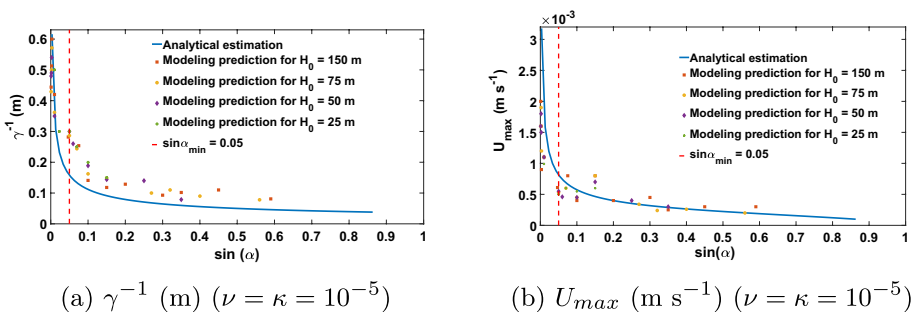 ×10⁻³
0.6
0.5
0.4
0.3
0.2
0.1
0
γ⁻¹ (m)
Analytical estimation
Modeling prediction for H₀ = 150 m
Modeling prediction for H₀ = 75 m
Modeling prediction for H₀ = 50 m
Modeling prediction for H₀ = 25 m
sinα_min = 0.05
0 0.1 0.2 0.3 0.4 0.5 0.6 0.7 0.8 0.9 1
sin (α)
3
2.5
2
1.5
1
0.5
0
U_max (m s⁻¹)
Analytical estimation
Modeling prediction for H₀ = 150 m
Modeling prediction for H₀ = 75 m
Modeling prediction for H₀ = 50 m
Modeling prediction for H₀ = 25 m
sinα_min = 0.05
0 0.1 0.2 0.3 0.4 0.5 0.6 0.7 0.8 0.9 1
sin(α)
(a) γ⁻¹ (m) (ν = κ = 10⁻⁵)
(b) U_max (m s⁻¹) (ν = κ = 10⁻⁵)